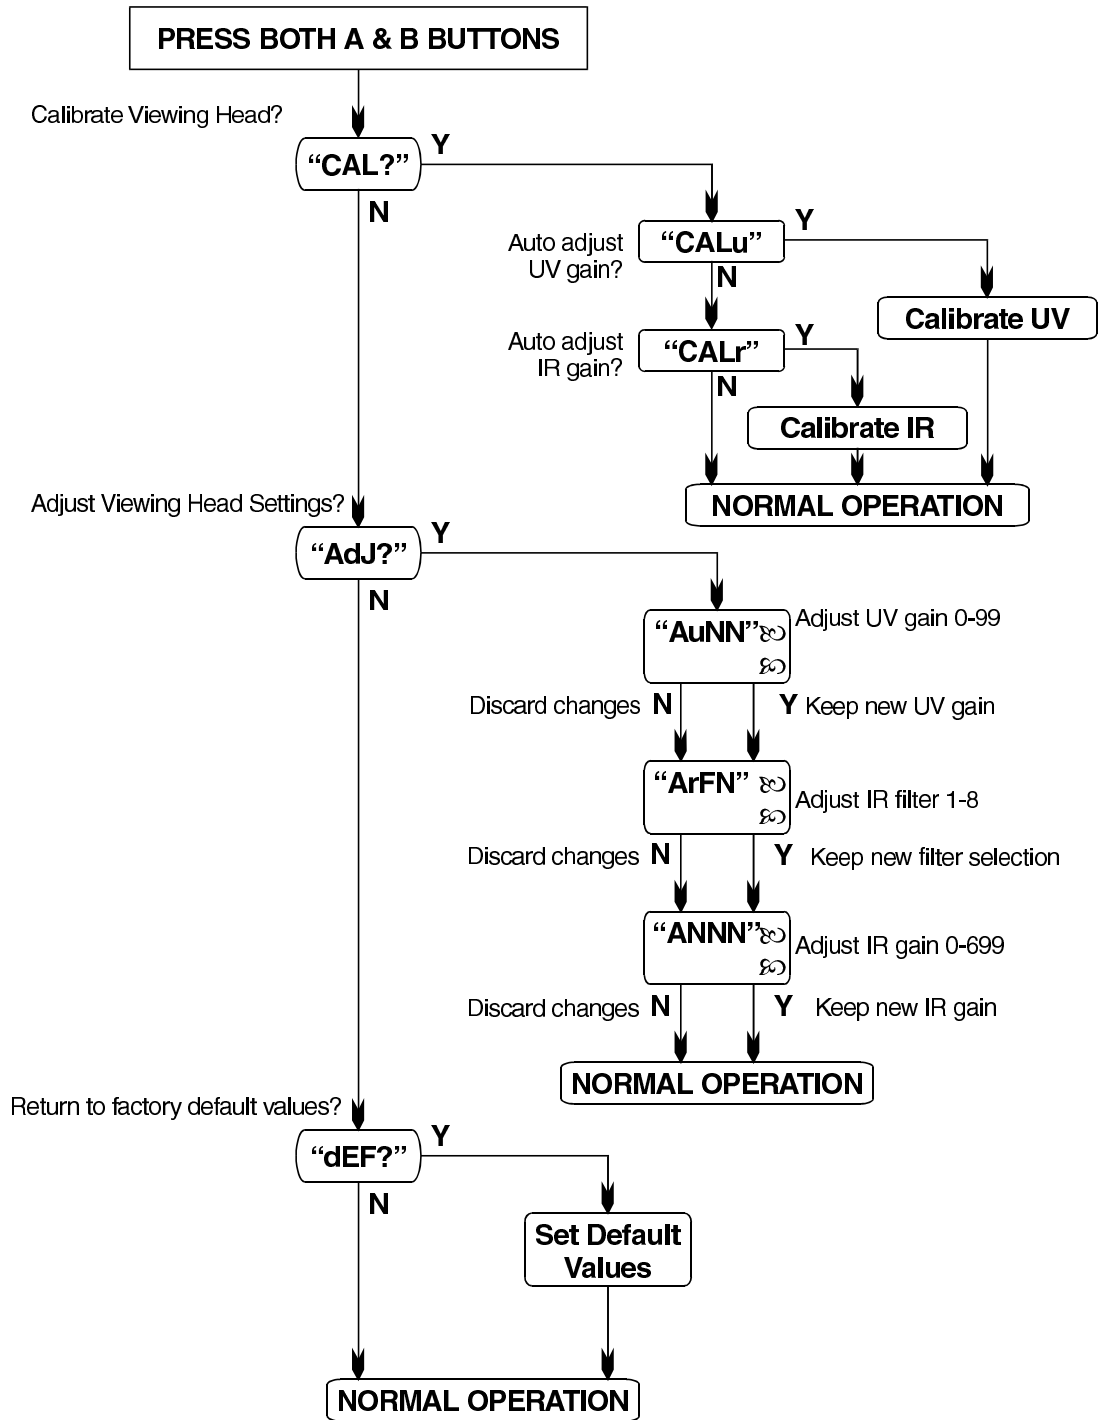 PRESS BOTH A & B BUTTONS
Calibrate Viewing Head?
“CAL?”
Y
N
Auto adjust
UV gain?
“CALu”
Y
N
Calibrate UV
Auto adjust
IR gain?
“CALr”
Y
N
Calibrate IR
NORMAL OPERATION
Adjust Viewing Head Settings?
“AdJ?”
Y
N
“AuNN”
Adjust UV gain 0-99
Discard changes
N
Y
Keep new UV gain
“ArFN”
Adjust IR filter 1-8
Discard changes
N
Y
Keep new filter selection
“ANNN”
Adjust IR gain 0-699
Discard changes
N
Y
Keep new IR gain
NORMAL OPERATION
Return to factory default values?
“dEF?”
Y
N
Set Default
Values
NORMAL OPERATION